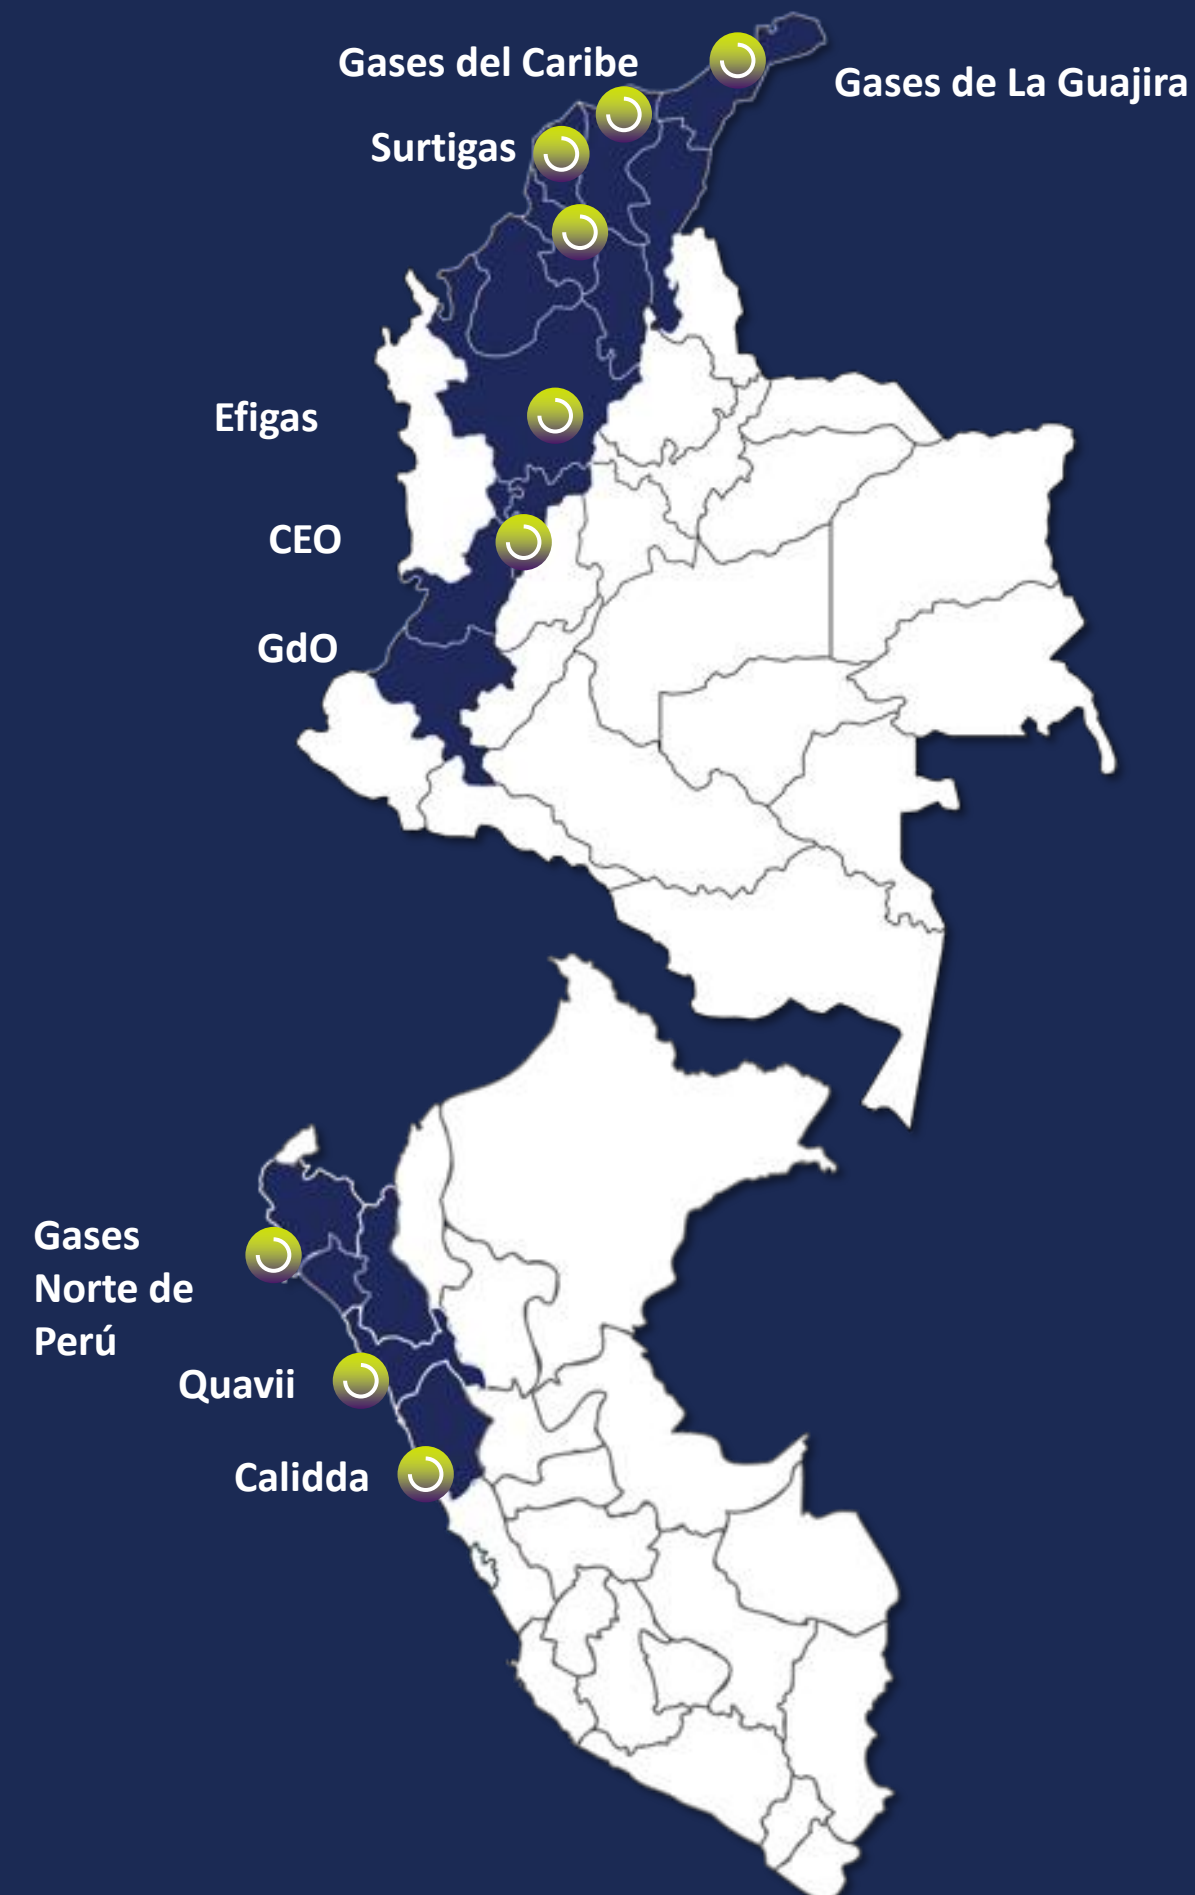 Gases del Caribe
Gases de La Guajira
Surtigas
Efigas
CEO
GdO
Gases
Norte de
Perú
Quavii
Calidda